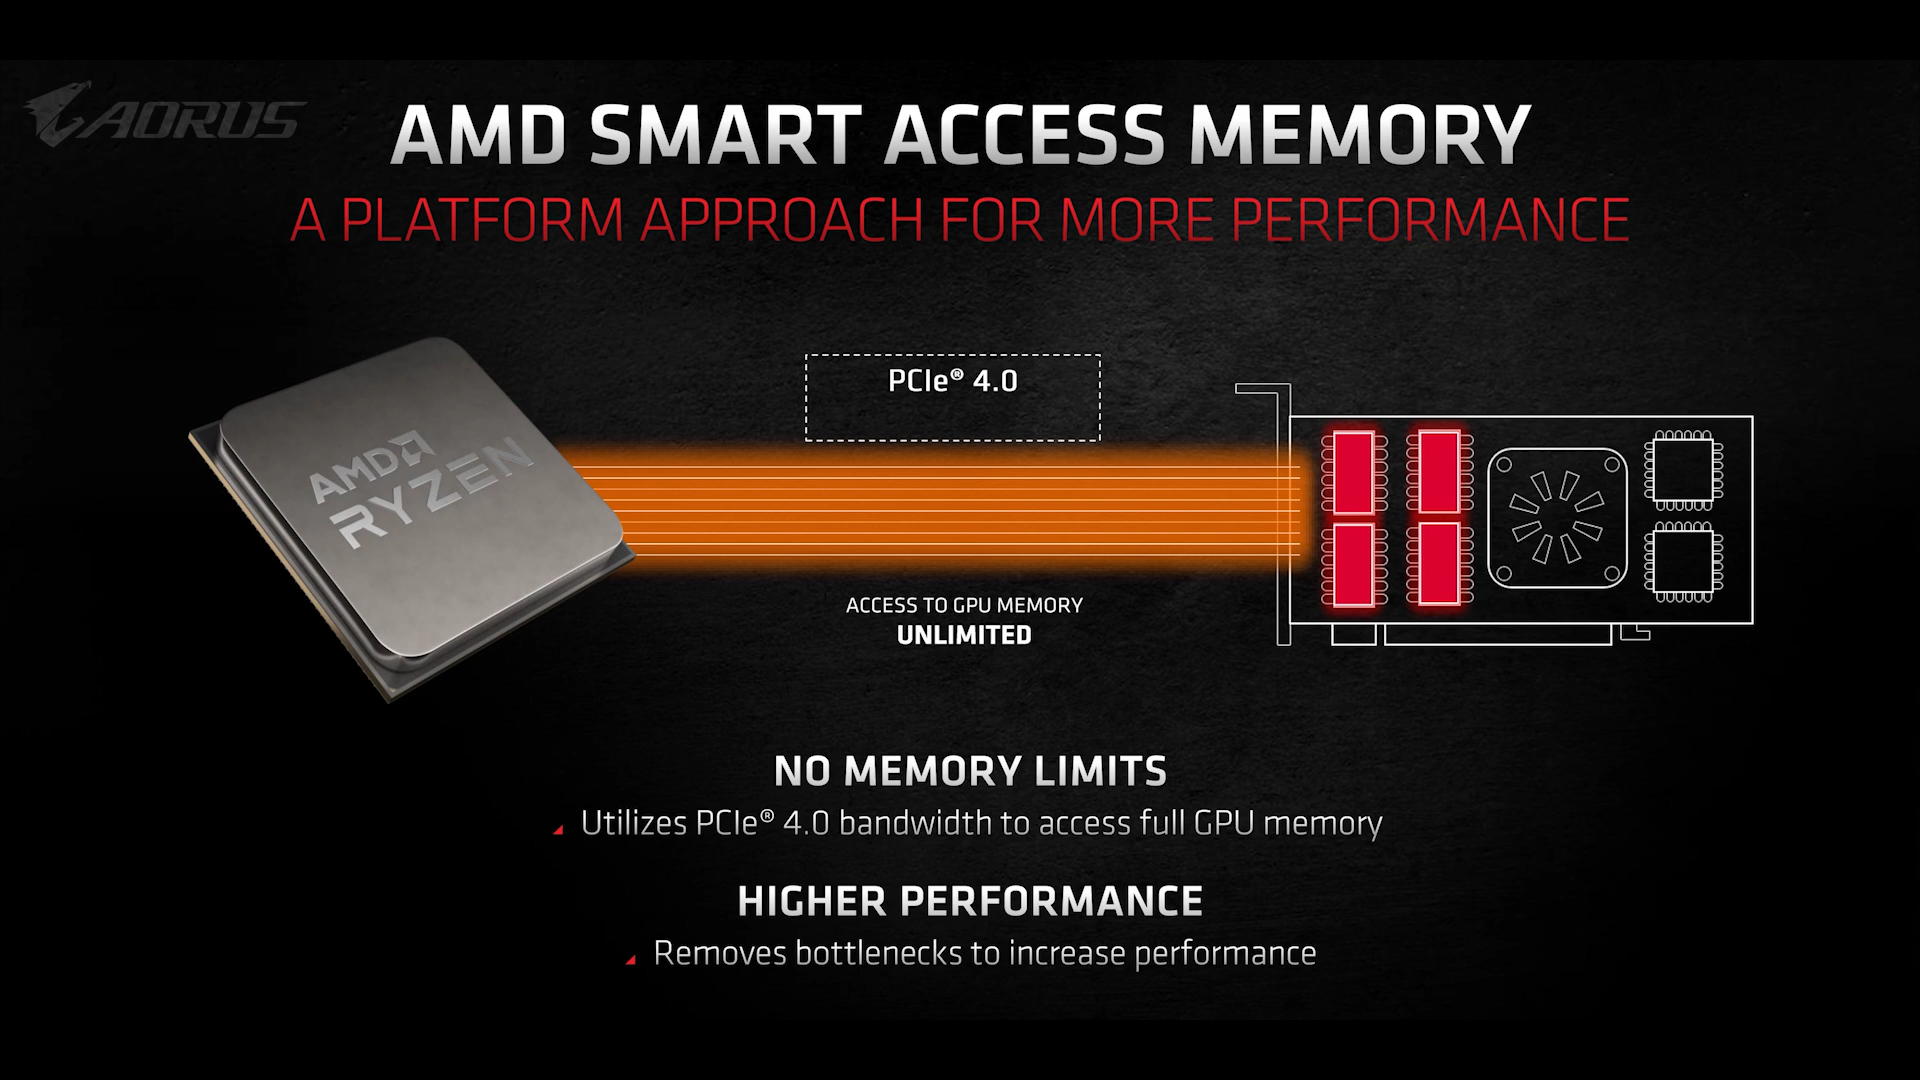 AORUS
AMD SMART ACCESS MEMORY
A PLATFORM APPROACH FOR MORE PERFORMANCE
PCIe® 4.0
AMD
RYZEN
ACCESS TO GPU MEMORY
UNLIMITED
NO MEMORY LIMITS
Utilizes PCIe® 4.0 bandwidth to access full GPU memory
HIGHER PERFORMANCE
Removes bottlenecks to increase performance